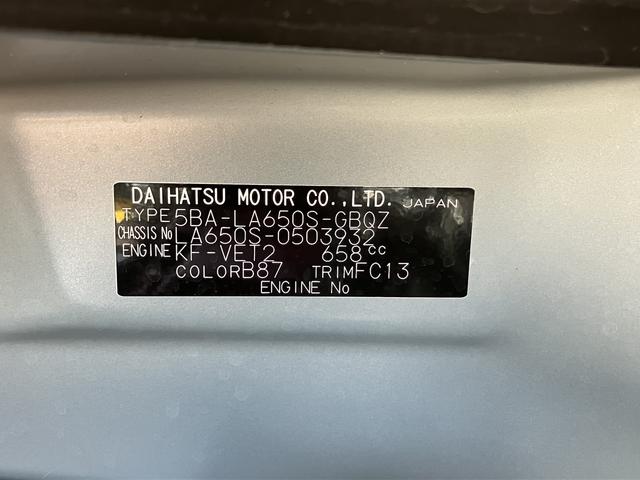 DAIHATSU MOTOR CO.,LTD. JAPAN
TYPE 5BA-LA650S-GBQZ
CHASSIS No LA650S-0503932
ENGINE KF-VET2 658cc
COLOR B87 TRIM FC13
ENGINE No